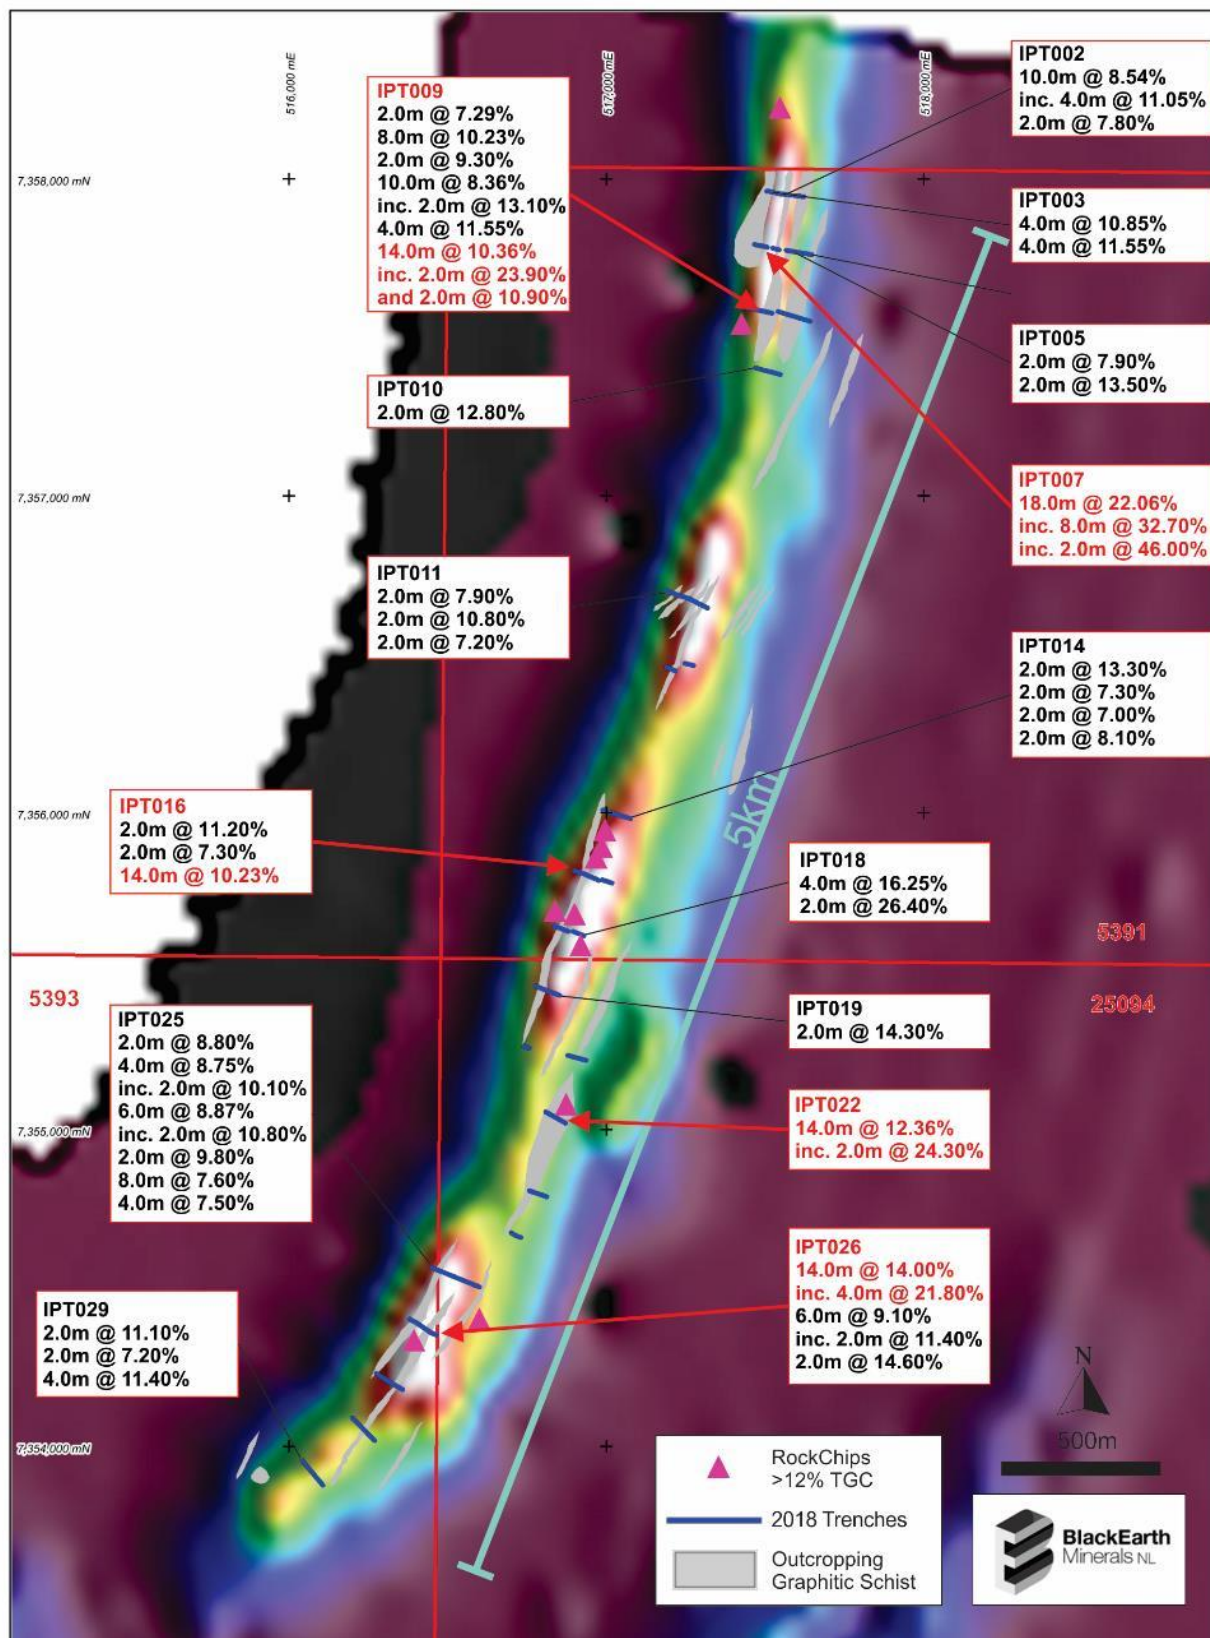 516,000 mE
517,000 mE
518,000 mE
IPT002
10.0m @ 8.54%
inc. 4.0m @ 11.05%
2.0m @ 7.80%
IPT009
2.0m @ 7.29%
8.0m @ 10.23%
2.0m @ 9.30%
10.0m @ 8.36%
inc. 2.0m @ 13.10%
4.0m @ 11.55%
14.0m @ 10.36%
inc. 2.0m @ 23.90%
and 2.0m @ 10.90%
7,358,000 mN
IPT003
4.0m @ 10.85%
4.0m @ 11.55%
IPT005
2.0m @ 7.90%
2.0m @ 13.50%
IPT010
2.0m @ 12.80%
7,357,000 mN
IPT007
18.0m @ 22.06%
inc. 8.0m @ 32.70%
inc. 2.0m @ 46.00%
IPT011
2.0m @ 7.90%
2.0m @ 10.80%
2.0m @ 7.20%
IPT014
2.0m @ 13.30%
2.0m @ 7.30%
2.0m @ 7.00%
2.0m @ 8.10%
7,356,000 mN
5km
IPT016
2.0m @ 11.20%
2.0m @ 7.30%
14.0m @ 10.23%
IPT018
4.0m @ 16.25%
2.0m @ 26.40%
5391
5393
25094
IPT019
2.0m @ 14.30%
IPT025
2.0m @ 8.80%
4.0m @ 8.75%
inc. 2.0m @ 10.10%
6.0m @ 8.87%
inc. 2.0m @ 10.80%
2.0m @ 9.80%
8.0m @ 7.60%
4.0m @ 7.50%
7,355,000 mN
IPT022
14.0m @ 12.36%
inc. 2.0m @ 24.30%
IPT026
14.0m @ 14.00%
inc. 4.0m @ 21.80%
6.0m @ 9.10%
inc. 2.0m @ 11.40%
2.0m @ 14.60%
IPT029
2.0m @ 11.10%
2.0m @ 7.20%
4.0m @ 11.40%
7,354,000 mN
N
500m
RockChips
>12% TGC
2018 Trenches
Outcropping
Graphitic Schist
BlackEarth
Minerals NL